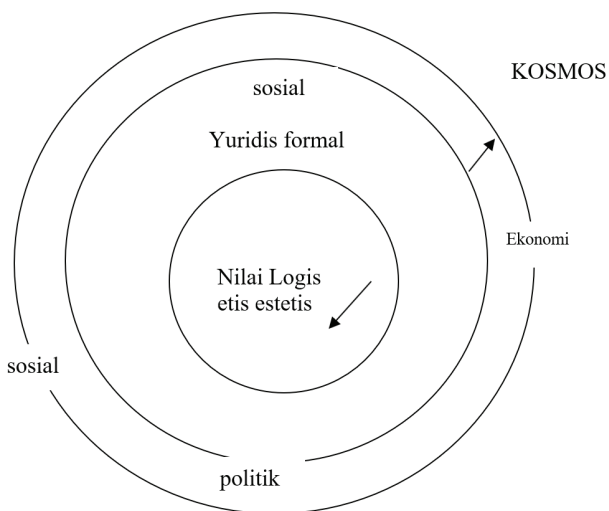 KOSMOS
sosial
Yuridis formal
Ekonomi
Nilai Logis
etis estetis
sosial
politik